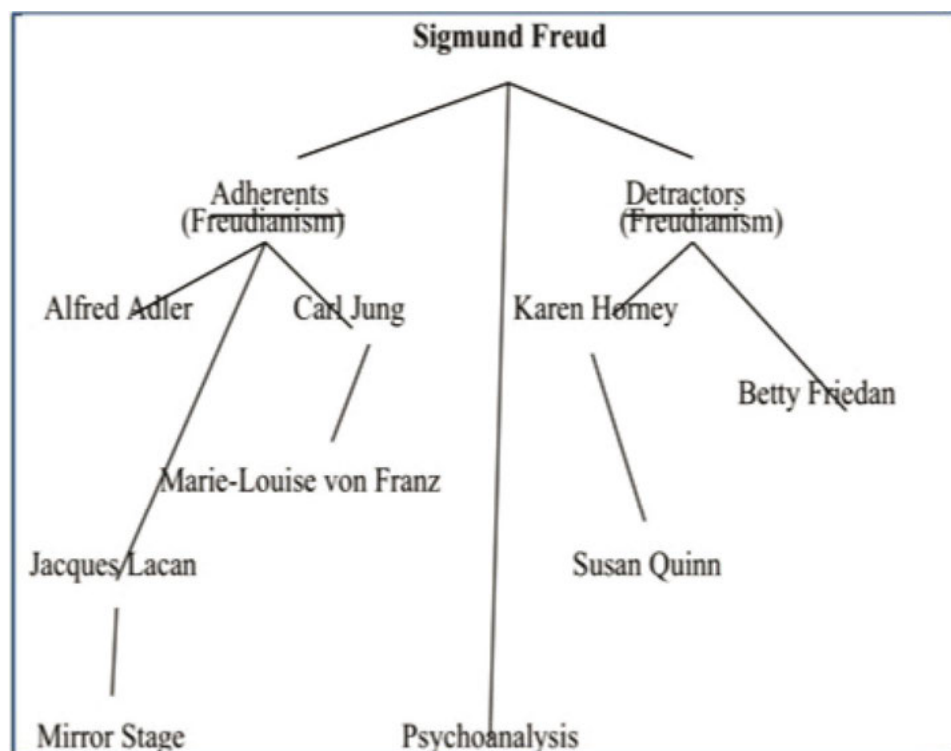 Sigmund Freud
Adherents
(Freudianism)
Detractors
(Freudianism)
Alfred Adler
Carl Jung
Karen Horney
Betty Friedan
Marie-Louise von Franz
Jacques Lacan
Susan Quinn
Mirror Stage
Psychoanalysis